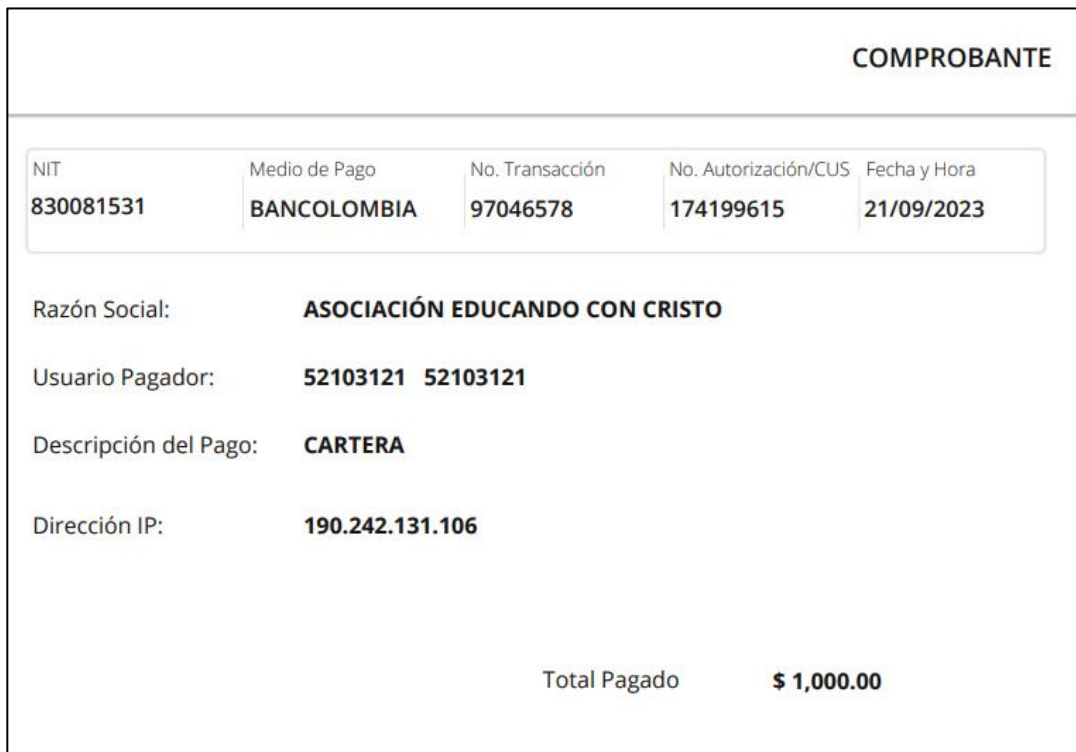 COMPROBANTE
NIT Medio de Pago No. Transacción No. Autorización/CUS Fecha y Hora
830081531 BANCOLOMBIA 97046578 174199615 21/09/2023
Razón Social: ASOCIACIÓN EDUCANDO CON CRISTO
Usuario Pagador: 52103121 52103121
Descripción del Pago: CARTERA
Dirección IP: 190.242.131.106
Total Pagado $ 1,000.00